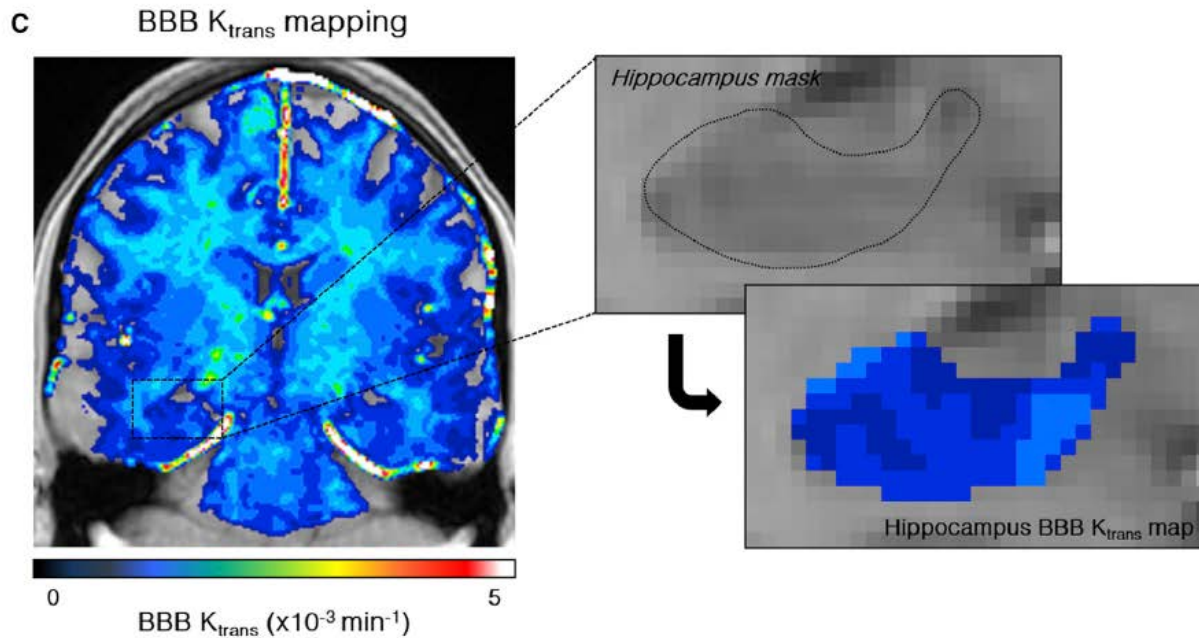 C
BBB Ktrans mapping
Hippocampus mask
Hippocampus BBB Ktrans map
0
5
BBB Ktrans (x10-3 min-1)